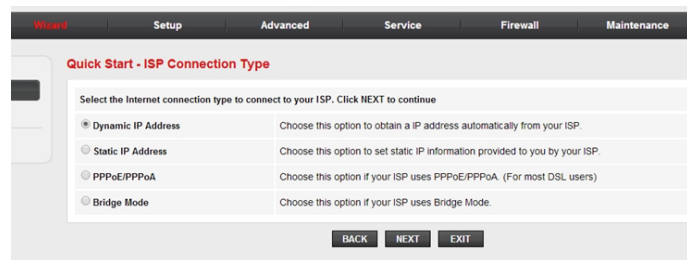 Wizard Setup Advanced Service Firewall Maintenance
Quick Start - ISP Connection Type
Select the Internet connection type to connect to your ISP. Click NEXT to continue
Dynamic IP Address Choose this option to obtain a IP address automatically from your ISP.
Static IP Address Choose this option to set static IP information provided to you by your ISP.
PPPoE/PPPoA Choose this option if your ISP uses PPPoE/PPPoA. (For most DSL users)
Bridge Mode Choose this option if your ISP uses Bridge Mode.
BACK NEXT EXIT